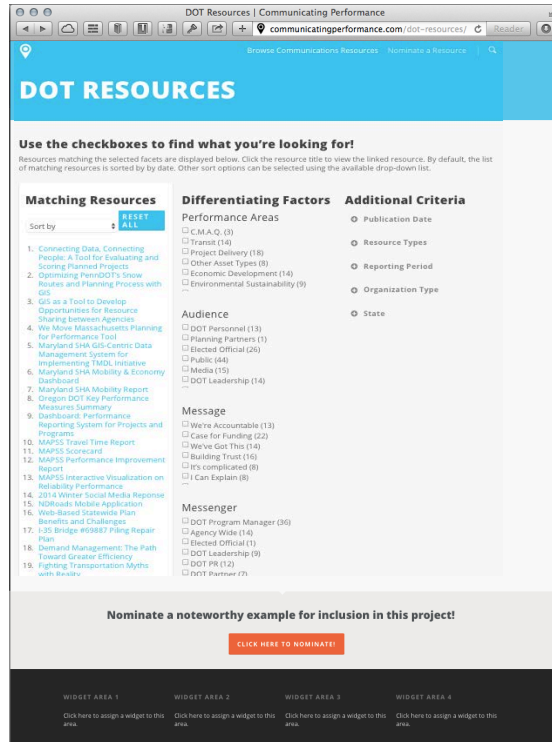 DOT Resources | Communicating Performance
communicatingperformance.com/dot-resources/
Reader
Browse Communications Resources
Nominate a Resource
DOT RESOURCES
Use the checkboxes to find what you're looking for!
Resources matching the selected facets are displayed below. Click the resource title to view the linked resource. By default, the list
of matching resources is sorted by by date. Other sort options can be selected using the available drop-down list.
Matching Resources
Sort by
RESET
ALL
1. Connecting Data, Connecting
People: A Tool for Evaluating and
Scoring Planned Projects
2. Optimizing PennDOT's Snow
Routes and Planning Process with
GIS
3. GIS as a Tool to Develop
Opportunities for Resource
Sharing between Agencies
4. We Move Massachusetts Planning
for Performance Tool
5. Maryland SHA GIS-Centric Data
Management System for
Implementing TMDL Initiative
6. Maryland SHA Mobility & Economy
Dashboard
7. Maryland SHA Mobility Report
8. Oregon DOT Key Performance
Measures Summary
9. Dashboard: Performance
Reporting System for Projects and
Programs
10. MAPSS Travel Time Report
11. MAPSS Scorecard
12. MAPSS Performance Improvement
Report
13. MAPSS Interactive Visualization on
Reliability Performance
14. 2014 Winter Social Media Reponse
15. NDRoads Mobile Application
16. Web-Based Statewide Plan
Benefits and Challenges
17. I-35 Bridge #69887 Piling Repair
Plan
18. Demand Management: The Path
Toward Greater Efficiency
19. Fighting Transportation Myths
with Reality
Differentiating Factors
Performance Areas
C.M.A.Q. (3)
Transit (14)
Project Delivery (18)
Other Asset Types (8)
Economic Development (14)
Environmental Sustainability (9)
Audience
DOT Personnel (13)
Planning Partners (1)
Elected Official (26)
Public (44)
Media (15)
DOT Leadership (14)
Message
We're Accountable (13)
Case for Funding (22)
We've Got This (14)
Building Trust (16)
It's complicated (8)
I Can Explain (8)
Messenger
DOT Program Manager (36)
Agency Wide (14)
Elected Official (1)
DOT Leadership (9)
DOT PR (12)
DOT Partner (7)
Additional Criteria
Publication Date
Resource Types
Reporting Period
Organization Type
State
Nominate a noteworthy example for inclusion in this project!
CLICK HERE TO NOMINATE!
WIDGET AREA 1
Click here to assign a widget to this
area.
WIDGET AREA 2
Click here to assign a widget to this
area.
WIDGET AREA 3
Click here to assign a widget to this
area.
WIDGET AREA 4
Click here to assign a widget to this
area.